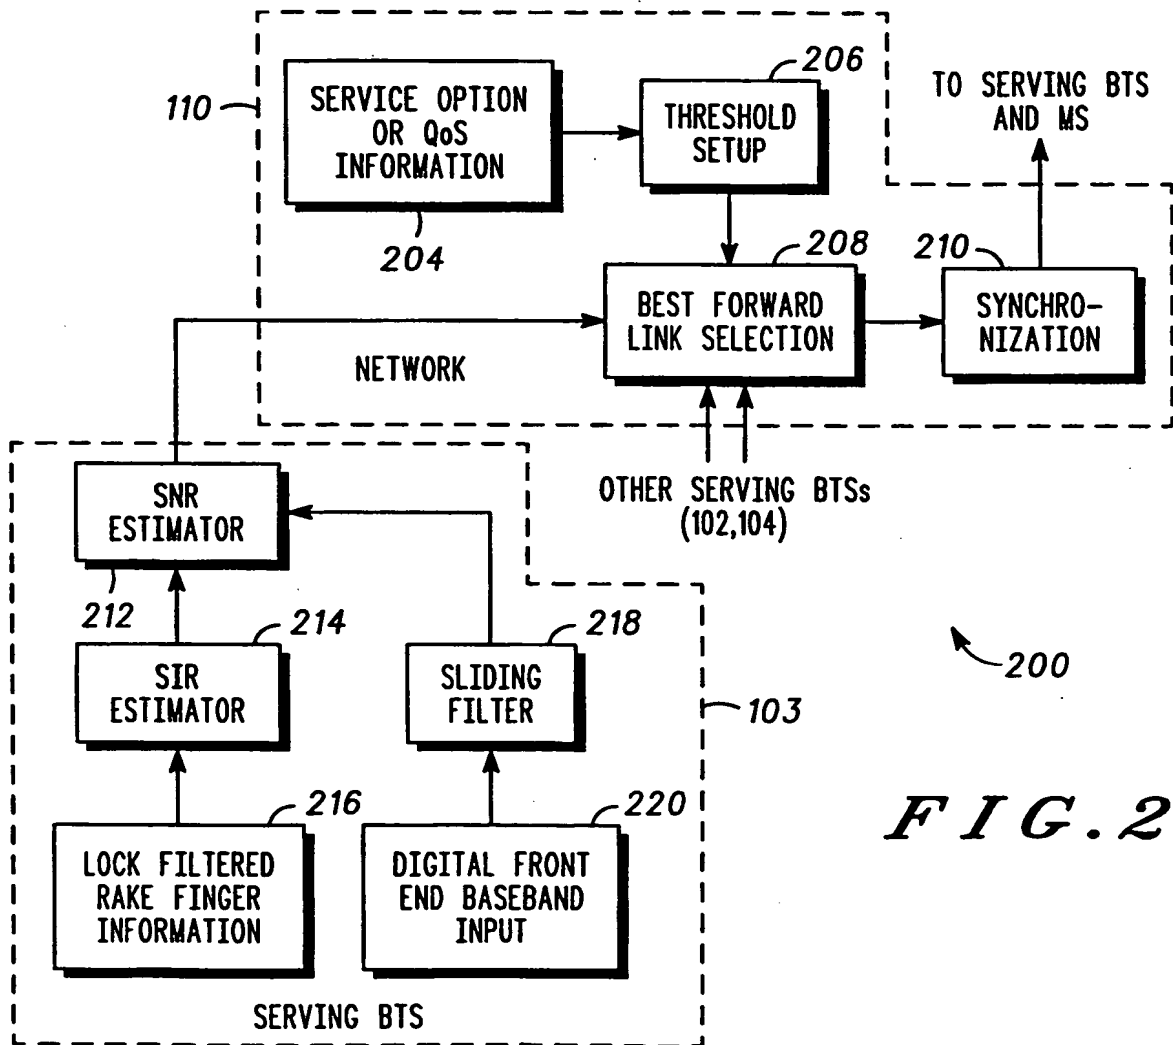 206
SERVICE OPTION
OR QoS
INFORMATION
THRESHOLD
SETUP
TO SERVING BTS
AND MS
110
204
208
210
BEST FORWARD
LINK SELECTION
SYNCHRO-
NIZATION
NETWORK
SNR
ESTIMATOR
OTHER SERVING BTSs
(102,104)
212
214
218
SIR
ESTIMATOR
SLIDING
FILTER
200
103
216
220
LOCK FILTERED
RAKE FINGER
INFORMATION
DIGITAL FRONT
END BASEBAND
INPUT
FIG.2
SERVING BTS